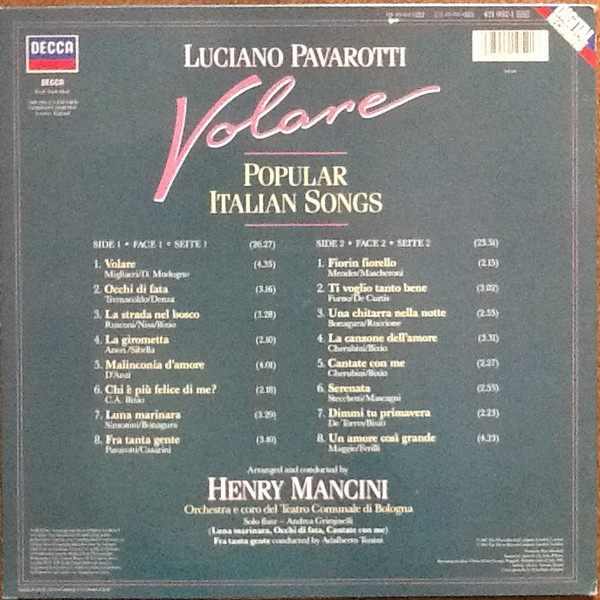 421 052-1
DIGITAL
DECCA
DECCA
LUCIANO PAVAROTTI
Volare
POPULAR
ITALIAN SONGS
SIDE 1 • FACE 1 • SEITE 1 (26.27)
1. Volare (4.35)
Migliacci/D. Modugno
2. Occhi di fata (3.16)
Tremacoldo/Denza
3. La strada nel bosco (3.28)
Rusconi/Nisa/Bixio
4. La girometta (2.10)
Anon./Sibella
5. Malinconia d'amore (4.01)
D'Anzi
6. Chi è più felice di me? (2.18)
C.A. Bixio
7. Luna marinara (3.29)
Simonini/Bonagura
8. Fra tanta gente (3.10)
Pavarotti/Casarini
SIDE 2 • FACE 2 • SEITE 2 (23.31)
1. Fiorin fiorello (2.15)
Mendes/Mascheroni
2. Ti voglio tanto bene (3.02)
Furno/De Curtis
3. Una chitarra nella notte (2.55)
Bonagura/Ruccione
4. La canzone dell'amore (3.31)
Cherubini/Bixio
5. Cantate con me (2.27)
Cherubini/Bixio
6. Serenata (2.53)
Stecchetti/Mascagni
7. Dimmi tu primavera (2.23)
De Torres/Bixio
8. Un amore così grande (4.23)
Maggio/Ferilli
Arranged and conducted by
HENRY MANCINI
Orchestra e coro del Teatro Comunale di Bologna
Solo flute – Andrea Griminelli
(Luna marinara, Occhi di fata, Cantate con me)
Fra tanta gente conducted by Adalberto Tonini